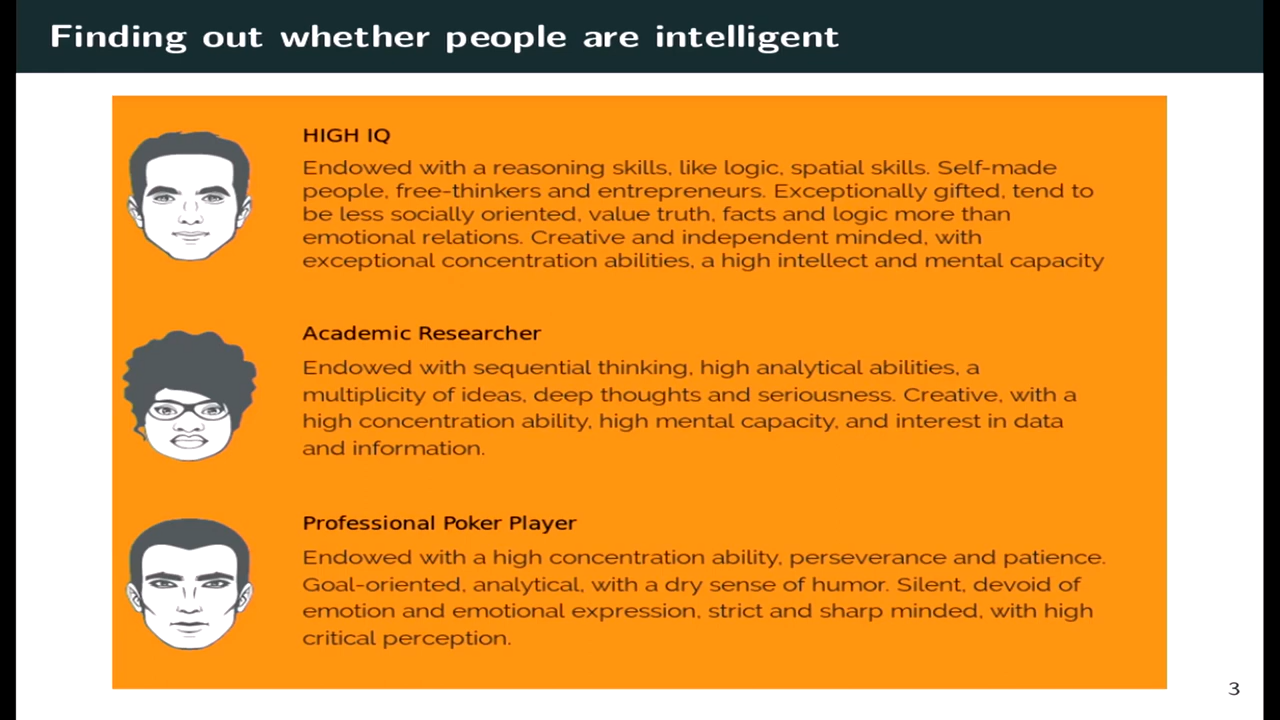 Finding out whether people are intelligent
HIGH IQ
Endowed with a reasoning skills, like logic, spatial skills. Self-made
people, free-thinkers and entrepreneurs. Exceptionally gifted, tend to
be less socially oriented, value truth, facts and logic more than
emotional relations. Creative and independent minded, with
exceptional concentration abilities, a high intellect and mental capacity
Academic Researcher
Endowed with sequential thinking, high analytical abilities, a
multiplicity of ideas, deep thoughts and seriousness. Creative, with a
high concentration ability, high mental capacity, and interest in data
and information.
Professional Poker Player
Endowed with a high concentration ability, perseverance and patience.
Goal-oriented, analytical, with a dry sense of humor. Silent, devoid of
emotion and emotional expression, strict and sharp minded, with high
critical perception.
3